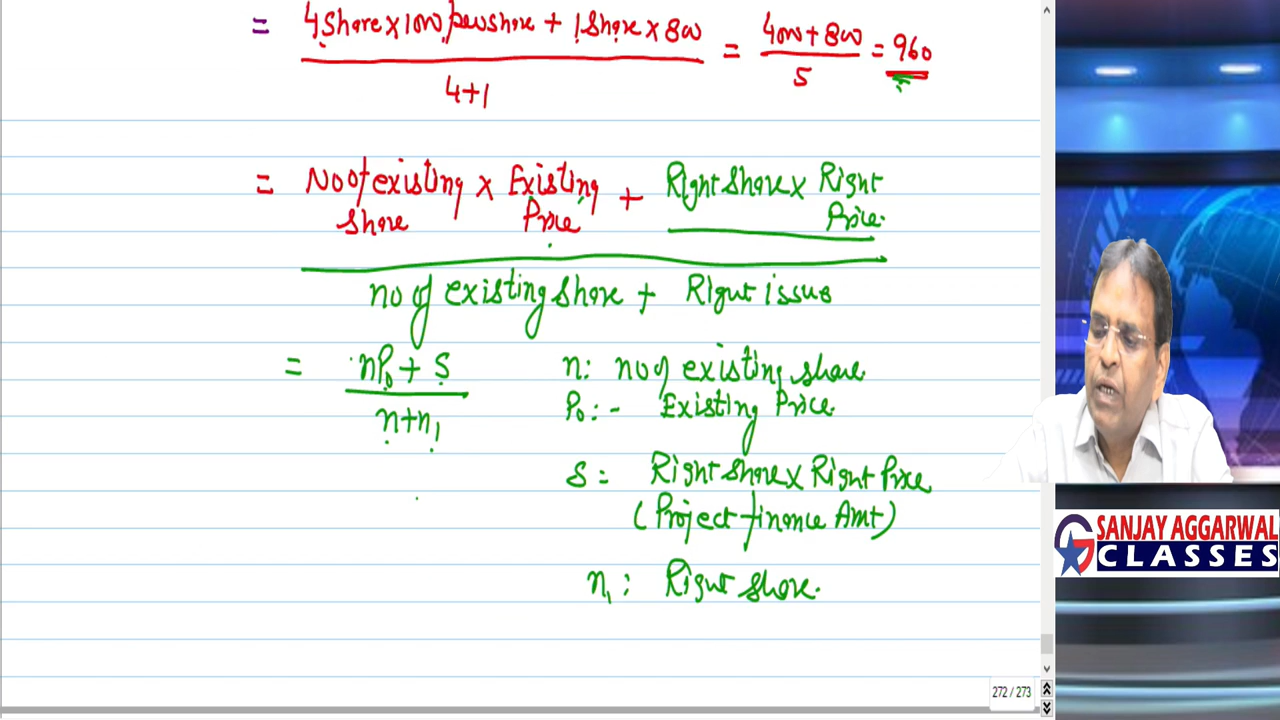 = 4 Share x 1000 per share + 1 Share x 800 / 4+1 = 4000 + 800 / 5 = 960
= No of existing share x Existing Price + Right Share x Right Price.
no of existing share + Right issue
= nP₀ + S / n+n₁
n: no of existing share
P₀ : - Existing Price.
S = Right share x Right Price
(Project finance Amt)
n₁ : Right share.
272 / 273
SANJAY AGGARWAL
CLASSES